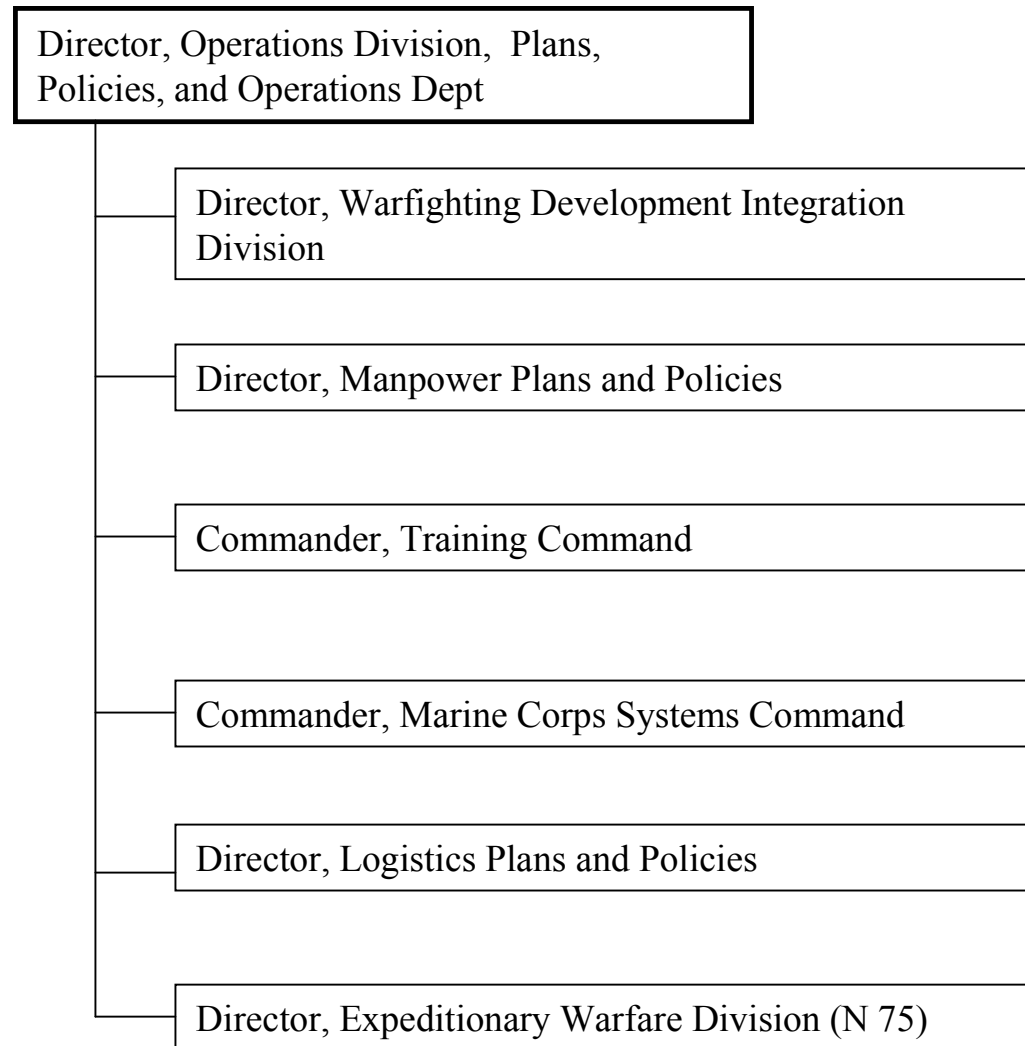 Director, Operations Division,  Plans,
Policies, and Operations Dept
Director, Warfighting Development Integration
Division
Director, Manpower Plans and Policies
Commander, Training Command
Commander, Marine Corps Systems Command
Director, Logistics Plans and Policies
Director, Expeditionary Warfare Division (N 75)